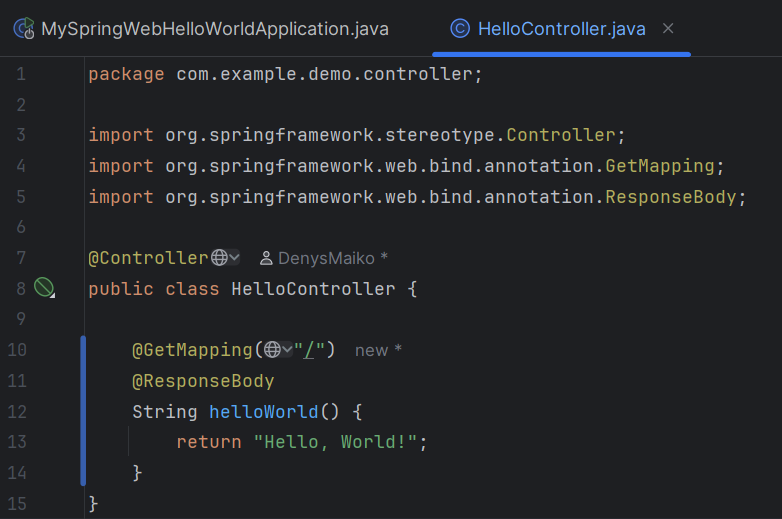 MySpringWebHelloWorldApplication.java HelloController.java
1 package com.example.demo.controller;
2
3 import org.springframework.stereotype.Controller;
4 import org.springframework.web.bind.annotation.GetMapping;
5 import org.springframework.web.bind.annotation.ResponseBody;
6
7 @Controller DenysMaiko *
8 public class HelloController {
9
10 @GetMapping("/") new *
11 @ResponseBody
12 String helloWorld() {
13 return "Hello, World!";
14 }
15 }